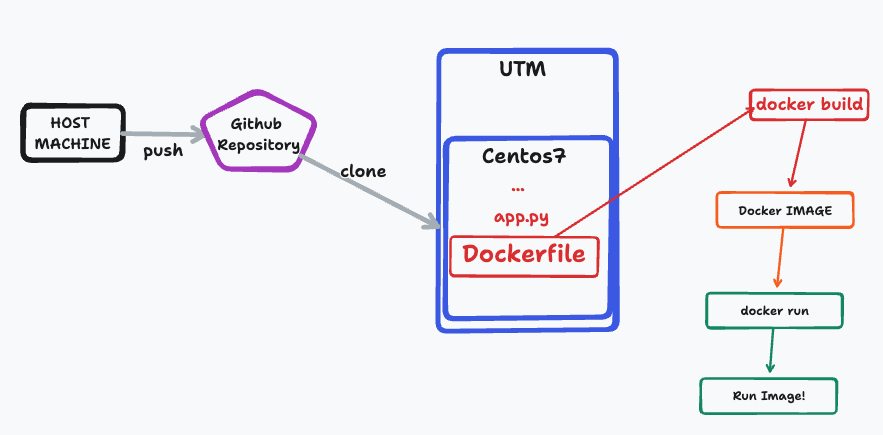 HOST
MACHINE
push
Github
Repository
clone
UTM
Centos7
...
app.py
Dockerfile
docker build
Docker IMAGE
docker run
Run Image!